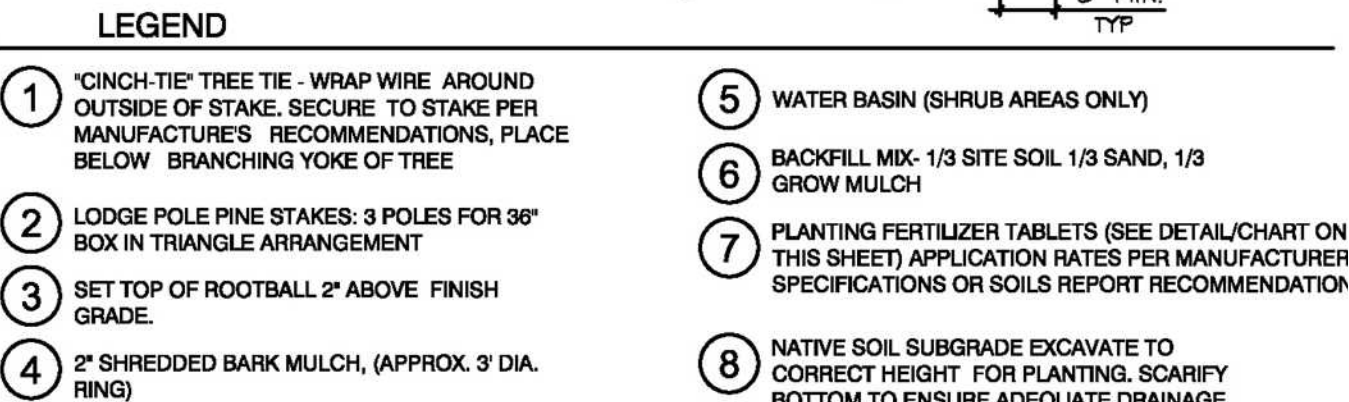 MIN.
TYP
LEGEND
1 "CINCH-TIE" TREE TIE - WRAP WIRE AROUND
OUTSIDE OF STAKE. SECURE TO STAKE PER
MANUFACTURE'S RECOMMENDATIONS, PLACE
BELOW BRANCHING YOKE OF TREE
2 LODGE POLE PINE STAKES: 3 POLES FOR 36"
BOX IN TRIANGLE ARRANGEMENT
3 SET TOP OF ROOTBALL 2" ABOVE FINISH
GRADE.
4 2" SHREDDED BARK MULCH, (APPROX. 3' DIA.
RING)
5 WATER BASIN (SHRUB AREAS ONLY)
6 BACKFILL MIX- 1/3 SITE SOIL 1/3 SAND, 1/3
GROW MULCH
7 PLANTING FERTILIZER TABLETS (SEE DETAIL/CHART ON
THIS SHEET) APPLICATION RATES PER MANUFACTURER
SPECIFICATIONS OR SOILS REPORT RECOMMENDATION
8 NATIVE SOIL SUBGRADE EXCAVATE TO
CORRECT HEIGHT FOR PLANTING. SCARIFY
BOTTOM TO ENSURE ADEQUATE DRAINAGE